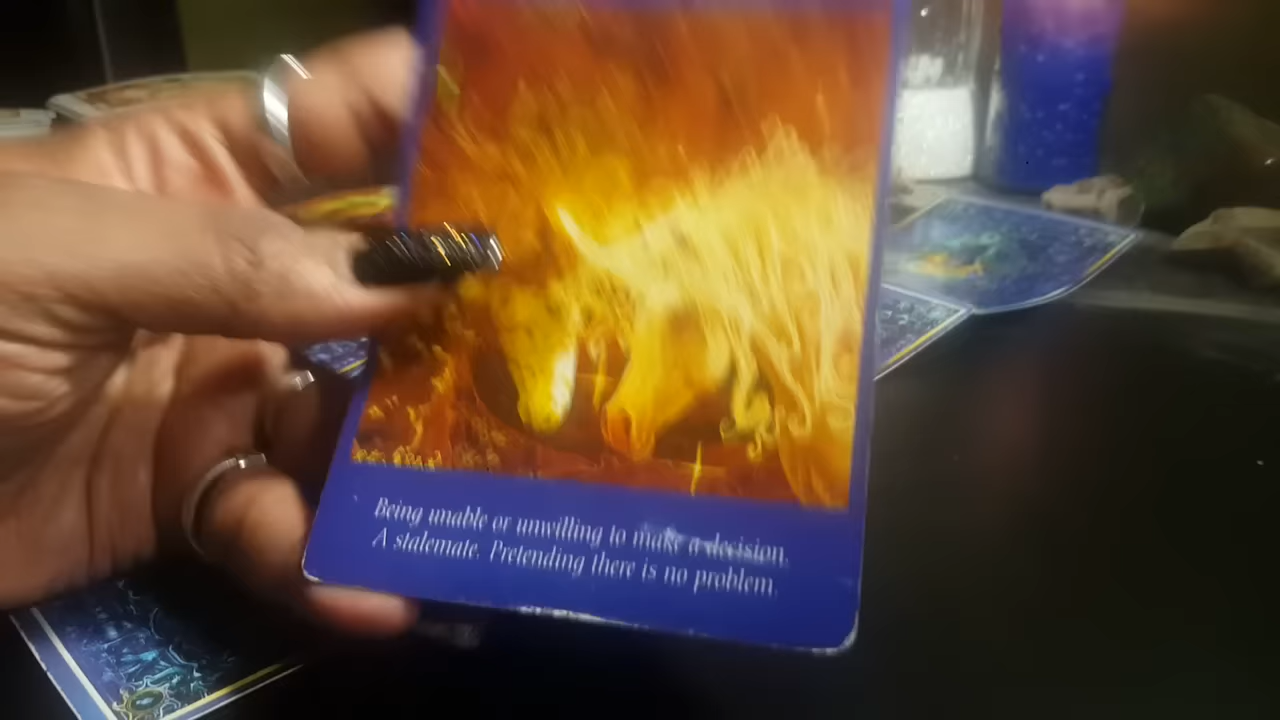 Being unable or unwilling to make a decision.
A stalemate. Pretending there is no problem.